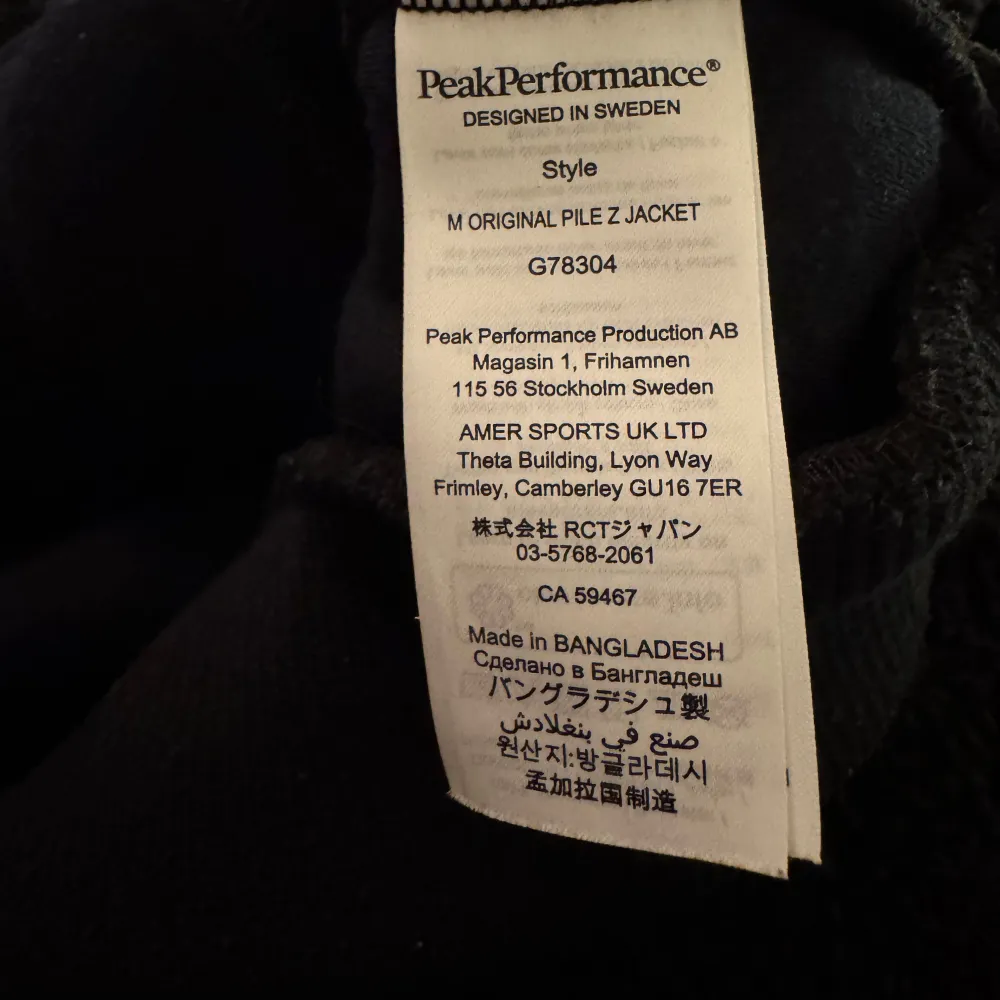 PeakPerformance®
DESIGNED IN SWEDEN
Style
M ORIGINAL PILE Z JACKET
G78304
Peak Performance Production AB
Magasin 1, Frihamnen
115 56 Stockholm Sweden
AMER SPORTS UK LTD
Theta Building, Lyon Way
Frimley, Camberley GU16 7ER
株式会社 RCTジャパン
03-5768-2061
CA 59467
Made in BANGLADESH
Сделано в Бангладеш
バングラデシュ製
صنع في بنغلادش
원산지:방글라데시
孟加拉国制造